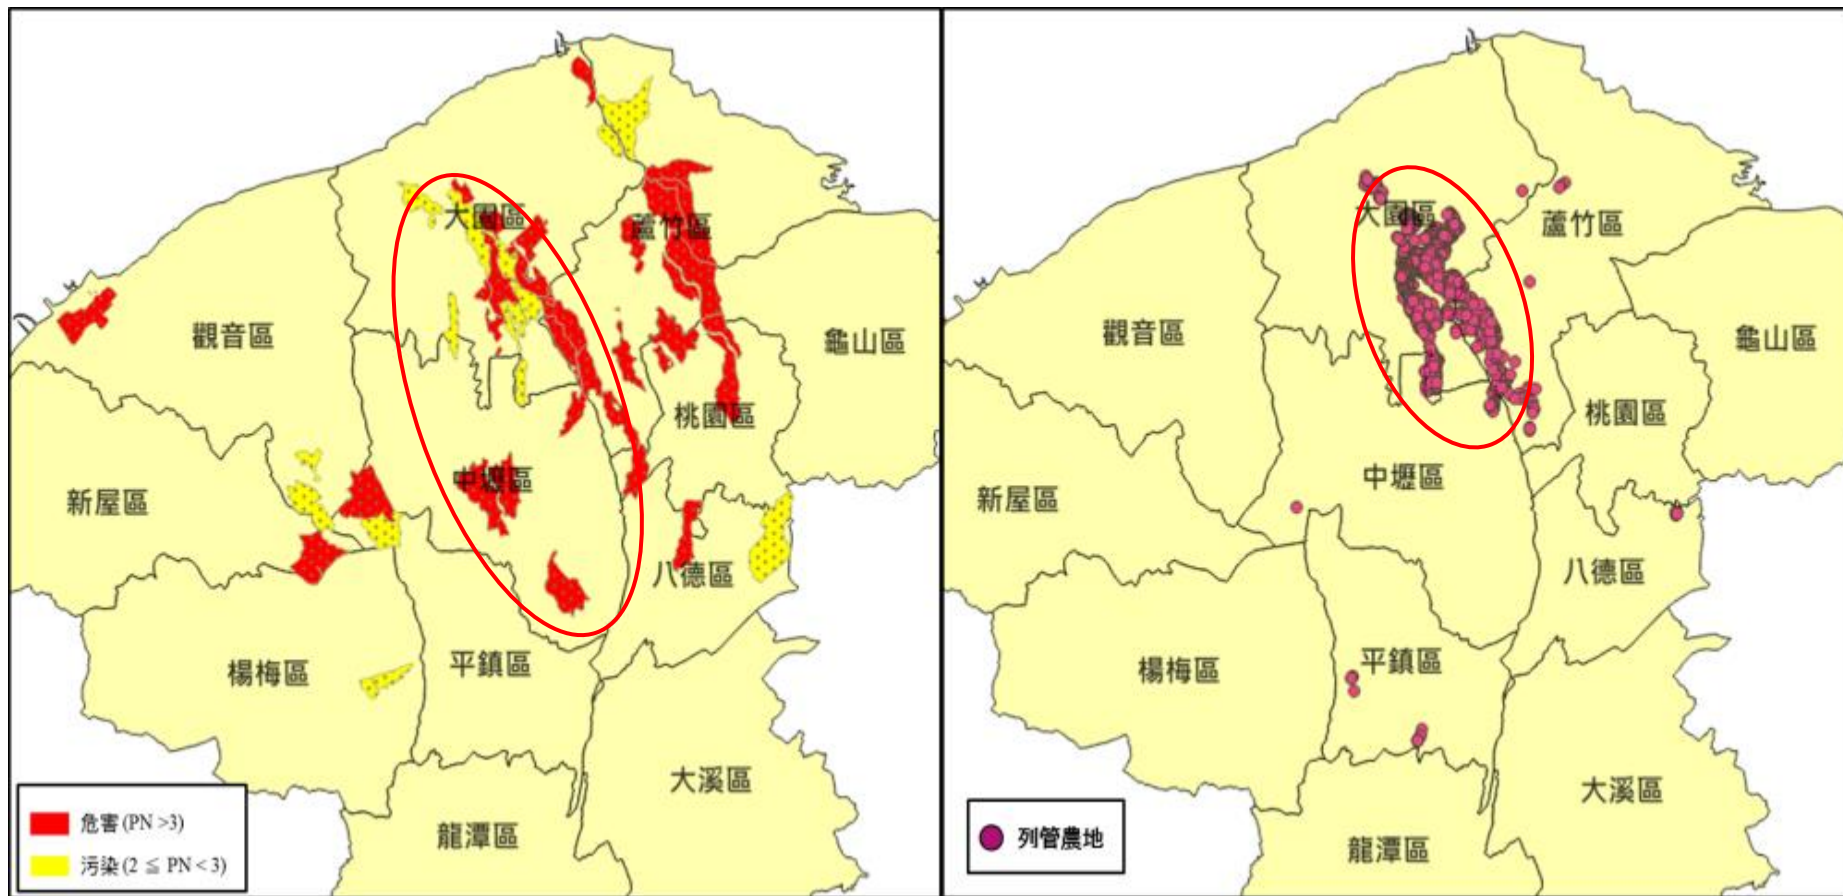 大園區
蘆竹區
觀音區
龜山區
桃園區
中壢區
新屋區
八德區
楊梅區
平鎮區
大溪區
龍潭區
危害 (PN >3)
污染 (2 ≦ PN < 3)
大園區
蘆竹區
觀音區
龜山區
桃園區
中壢區
新屋區
八德區
楊梅區
平鎮區
大溪區
龍潭區
列管農地